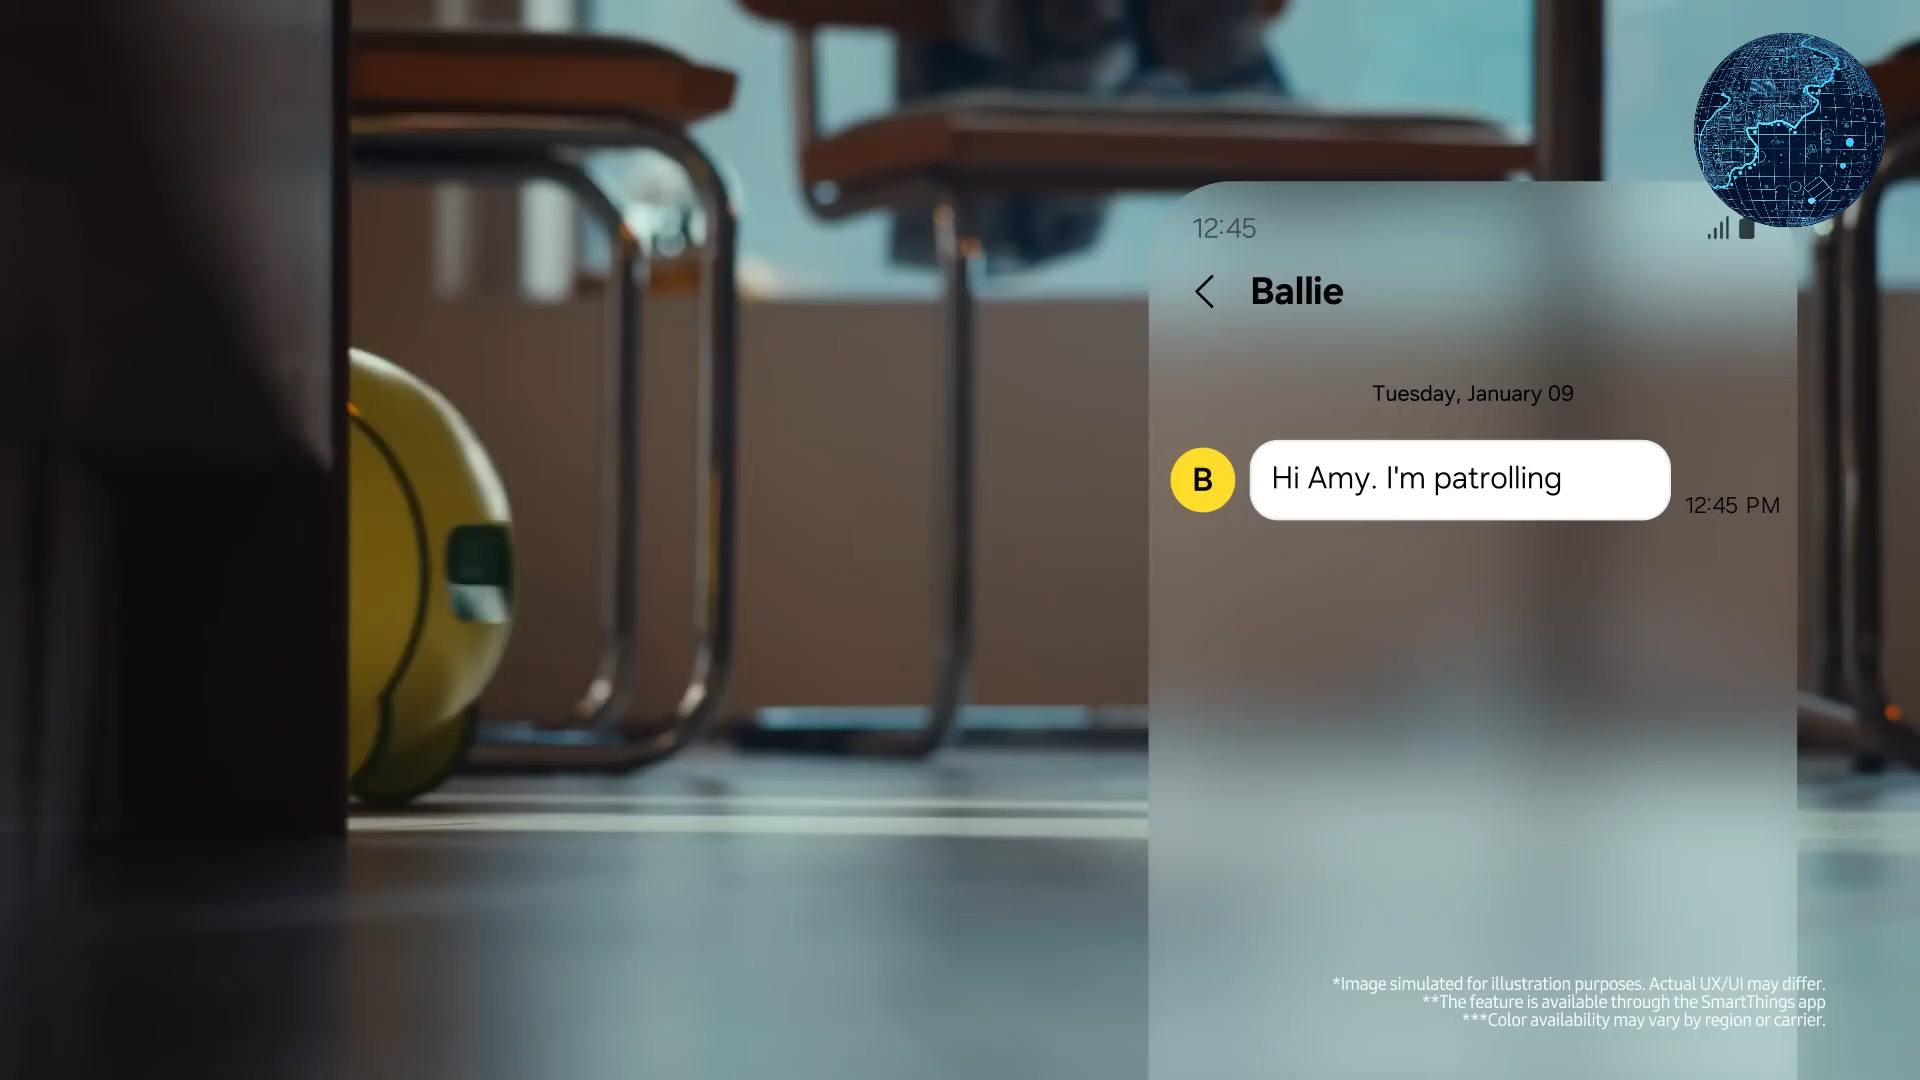 12:45
Ballie
Tuesday, January 09
B
Hi Amy. I'm patrolling
12:45 PM
*Image simulated for illustration purposes. Actual UX/UI may differ.
**The feature is available through the SmartThings app
***Color availability may vary by region or carrier.